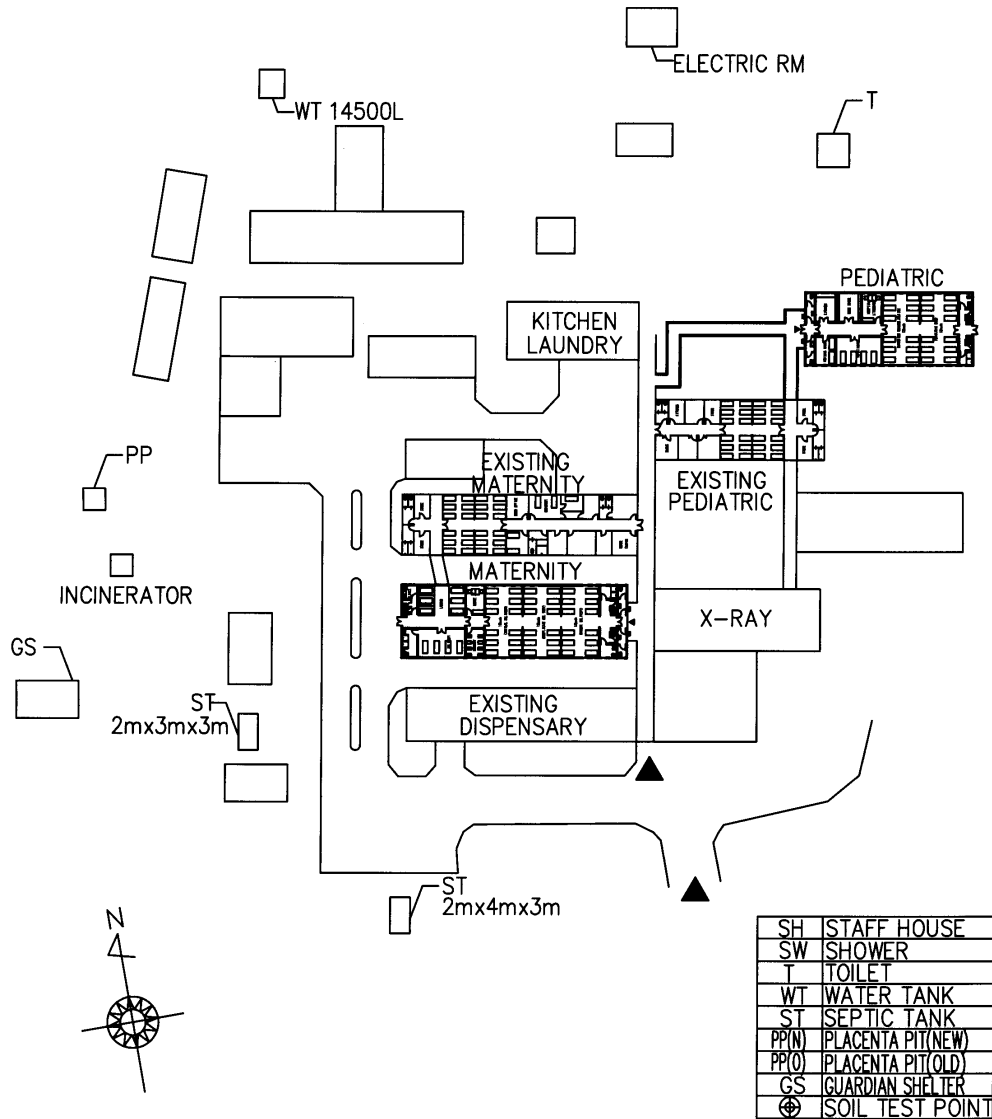 ELECTRIC RM
WT 14500L
T
PEDIATRIC
KITCHEN
LAUNDRY
PP
EXISTING
MATERNITY
EXISTING
PEDIATRIC
INCINERATOR
MATERNITY
X-RAY
GS
ST
2mx3mx3m
EXISTING
DISPENSARY
ST
2mx4mx3m
N
SH STAFF HOUSE
SW SHOWER
T TOILET
WT WATER TANK
ST SEPTIC TANK
PP(N) PLACENTA PIT(NEW)
PP(O) PLACENTA PIT(OLD)
GS GUARDIAN SHELTER
SOIL TEST POINT